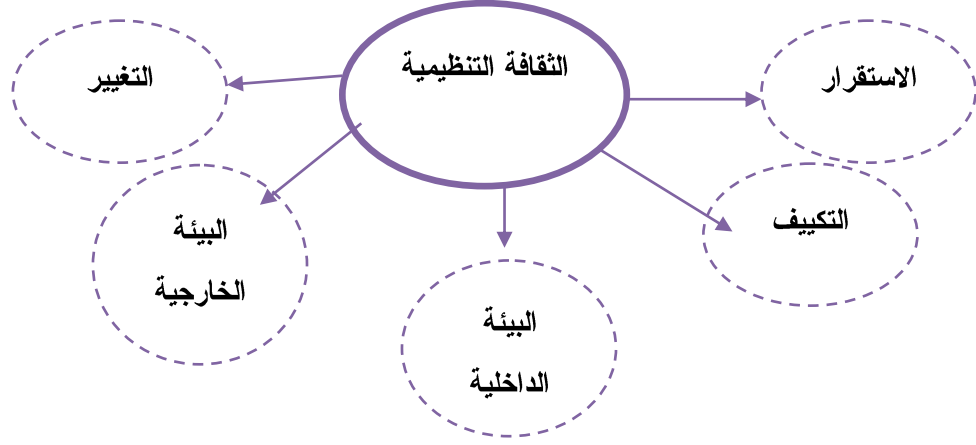 الثقافة التنظيمية
الاستقرار
التغيير
التكييف
البيئة
الخارجية
البيئة
الداخلية